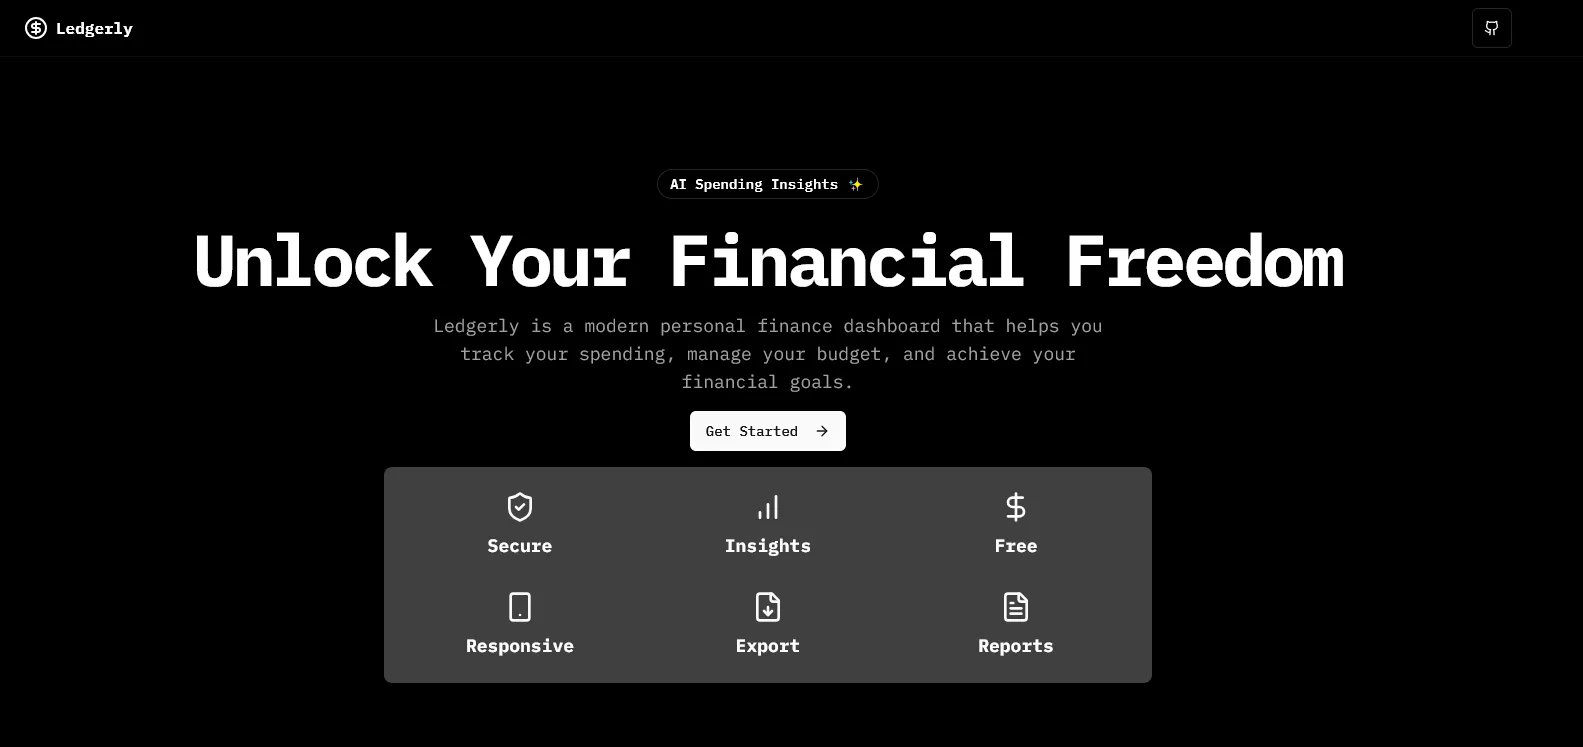 Ledgerly
AI Spending Insights ✨
Unlock Your Financial Freedom
Ledgerly is a modern personal finance dashboard that helps you
track your spending, manage your budget, and achieve your
financial goals.
Get Started →
Secure
Insights
Free
Responsive
Export
Reports